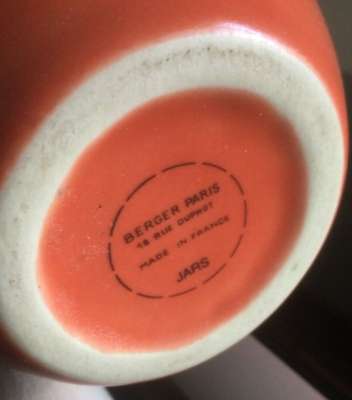 BERGER PARIS
18 RUE DUPHOT
MADE IN FRANCE
JARS